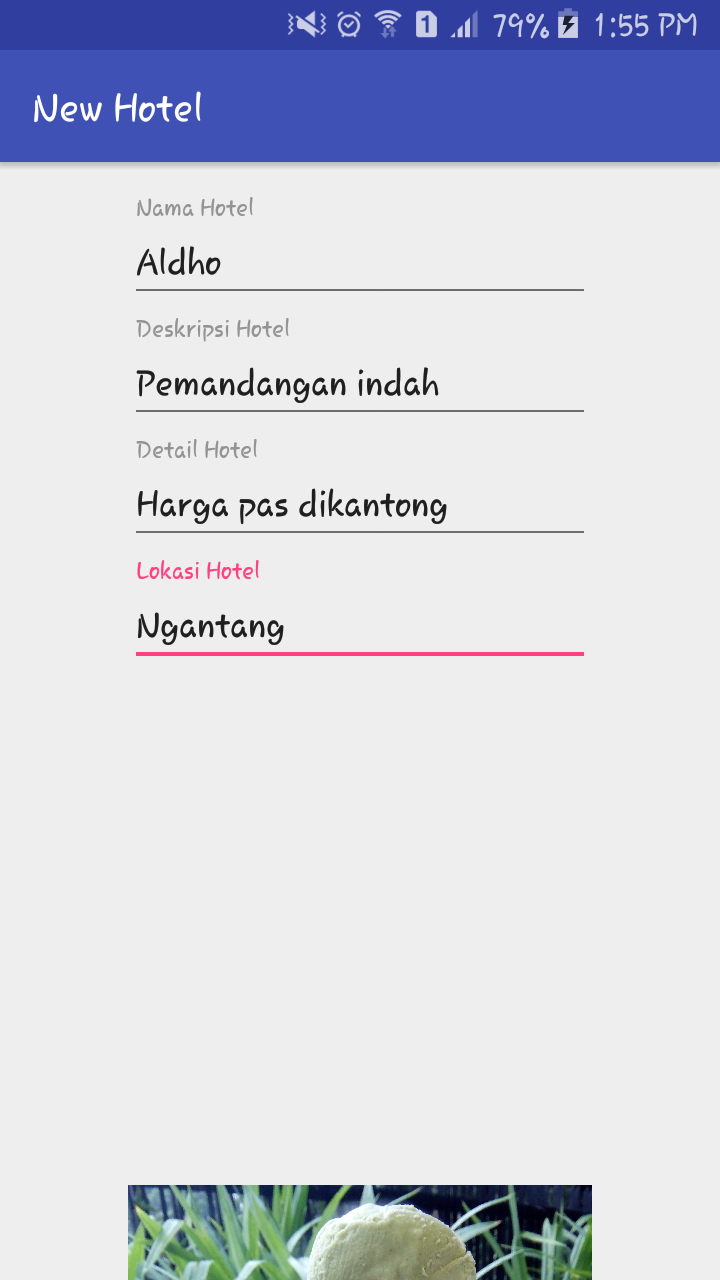 1 79% 1:55 PM
New Hotel
Nama Hotel
Aldho
Deskripsi Hotel
Pemandangan indah
Detail Hotel
Harga pas dikantong
Lokasi Hotel
Ngantang